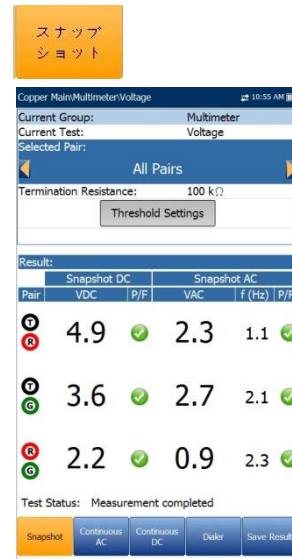 スナップ
ショット
Copper Main\Multimeter\Voltage 10:55 AM
Current Group: Multimeter
Current Test: Voltage
Selected Pair:
All Pairs
Termination Resistance: 100 kΩ
Threshold Settings
Result:
Snapshot DC Snapshot AC
Pair VDC P/F VAC f (Hz) P/F
T R 4.9 2.3 1.1
T G 3.6 2.7 2.1
R G 2.2 0.9 2.3
Test Status: Measurement completed
Snapshot Continuous AC Continuous DC Dialer Save Result